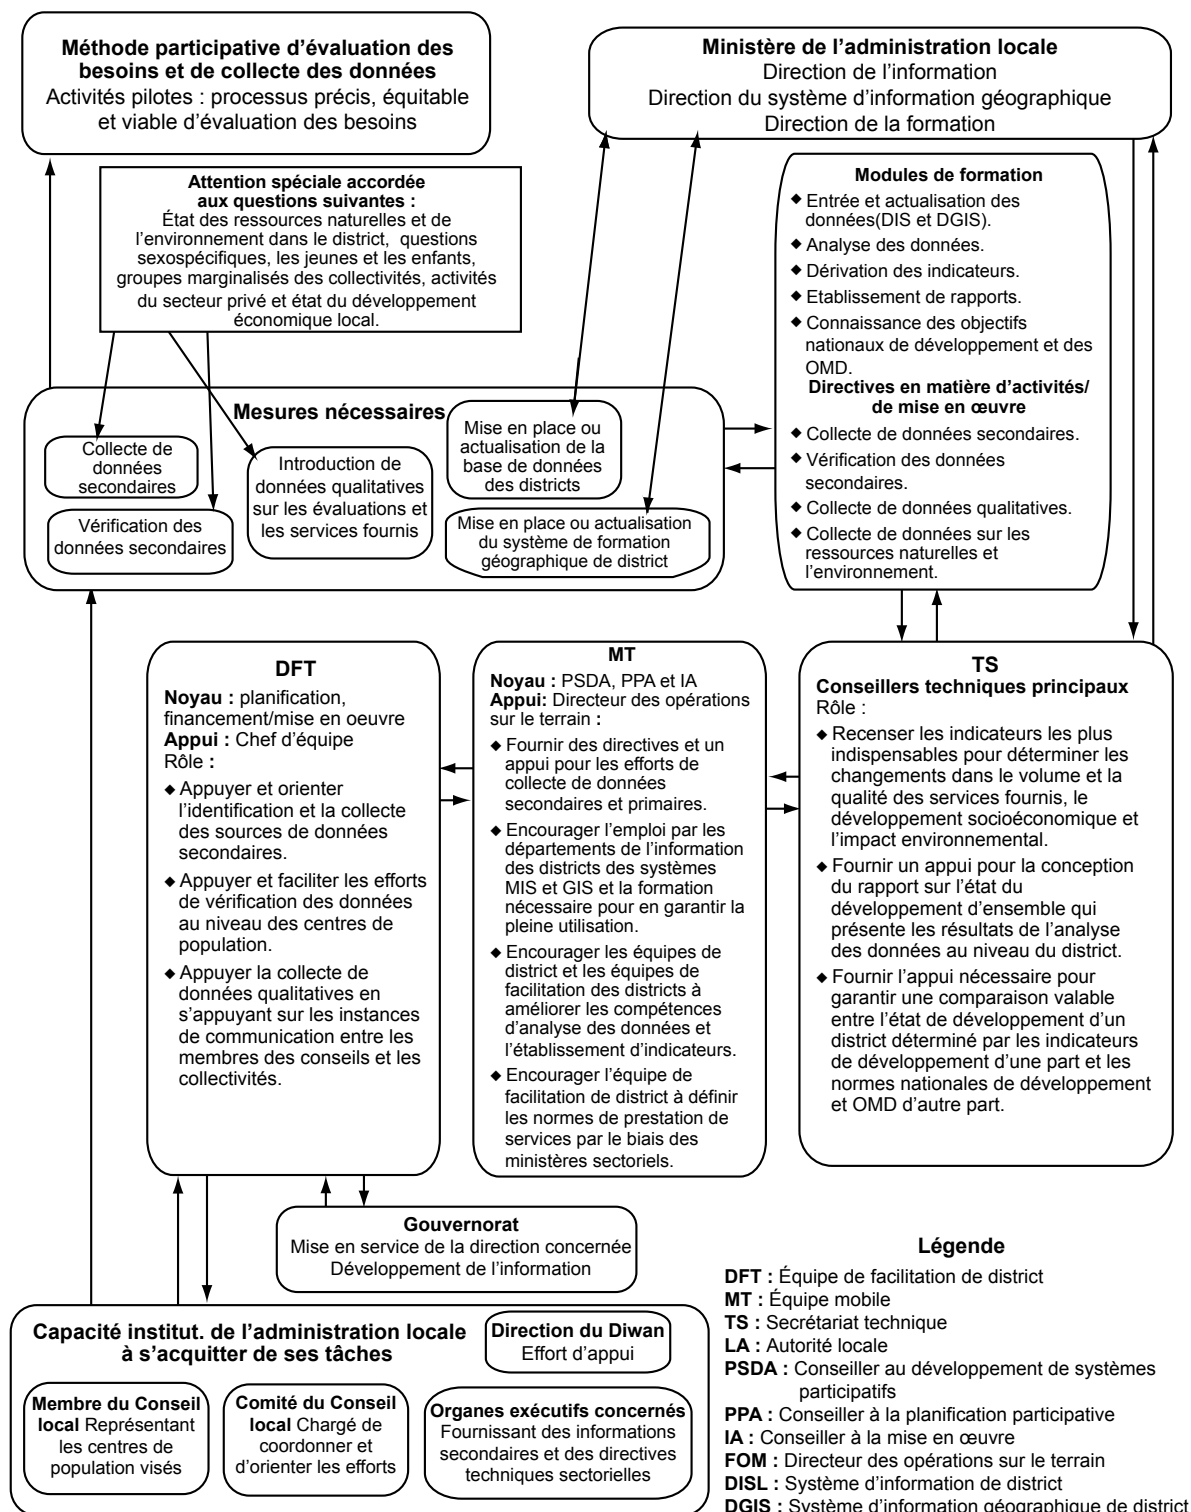 Méthode participative d’évaluation des
besoins et de collecte des données
Activités pilotes : processus précis, équitable
et viable d’évaluation des besoins
Ministère de l’administration locale
Direction de l’information
Direction du système d’information géographique
Direction de la formation
Attention spéciale accordée
aux questions suivantes :
État des ressources naturelles et de
l’environnement dans le district, questions
sexospécifiques, les jeunes et les enfants,
groupes marginalisés des collectivités, activités
du secteur privé et état du développement
économique local.
Modules de formation
◆ Entrée et actualisation des
données(DIS et DGIS).
◆ Analyse des données.
◆ Dérivation des indicateurs.
◆ Etablissement de rapports.
◆ Connaissance des objectifs
nationaux de développement et des
OMD.
Directives en matière d’activités/
de mise en œuvre
◆ Collecte de données secondaires.
◆ Vérification des données
secondaires.
◆ Collecte de données qualitatives.
◆ Collecte de données sur les
ressources naturelles et
l’environnement.
Mesures nécessaires
Collecte de
données
secondaires
Vérification des
données secondaires
Introduction de
données qualitatives
sur les évaluations et
les services fournis
Mise en place ou
actualisation de la
base de données
des districts
Mise en place ou actualisation
du système de formation
géographique de district
DFT
Noyau : planification,
financement/mise en oeuvre
Appui : Chef d’équipe
Rôle :
◆ Appuyer et orienter
l’identification et la collecte
des sources de données
secondaires.
◆ Appuyer et faciliter les efforts
de vérification des données
au niveau des centres de
population.
◆ Appuyer la collecte de
données qualitatives en
s’appuyant sur les instances
de communication entre les
membres des conseils et les
collectivités.
MT
Noyau : PSDA, PPA et IA
Appui: Directeur des opérations
sur le terrain :
◆ Fournir des directives et un
appui pour les efforts de
collecte de données
secondaires et primaires.
◆ Encourager l’emploi par les
départements de l’information
des districts des systèmes
MIS et GIS et la formation
nécessaire pour en garantir la
pleine utilisation.
◆ Encourager les équipes de
district et les équipes de
facilitation des districts à
améliorer les compétences
d’analyse des données et
l’établissement d’indicateurs.
◆ Encourager l’équipe de
facilitation de district à définir
les normes de prestation de
services par le biais des
ministères sectoriels.
TS
Conseillers techniques principaux
Rôle :
◆ Recenser les indicateurs les plus
indispensables pour déterminer les
changements dans le volume et la
qualité des services fournis, le
développement socioéconomique et
l’impact environnemental.
◆ Fournir un appui pour la conception
du rapport sur l’état du
développement d’ensemble qui
présente les résultats de l’analyse
des données au niveau du district.
◆ Fournir l’appui nécessaire pour
garantir une comparaison valable
entre l’état de développement d’un
district déterminé par les indicateurs
de développement d’une part et les
normes nationales de développement
et OMD d’autre part.
Gouvernorat
Mise en service de la direction concernée
Développement de l’information
Capacité institut. de l’administration locale
à s’acquitter de ses tâches
Direction du Diwan
Effort d’appui
Membre du Conseil
local Représentant
les centres de
population visés
Comité du Conseil
local Chargé de
coordonner et
d’orienter les efforts
Organes exécutifs concernés
Fournissant des informations
secondaires et des directives
techniques sectorielles
Légende
DFT : Équipe de facilitation de district
MT : Équipe mobile
TS : Secrétariat technique
LA : Autorité locale
PSDA : Conseiller au développement de systèmes
participatifs
PPA : Conseiller à la planification participative
IA : Conseiller à la mise en œuvre
FOM : Directeur des opérations sur le terrain
DISL : Système d’information de district
DGIS : Système d’information géographique de district